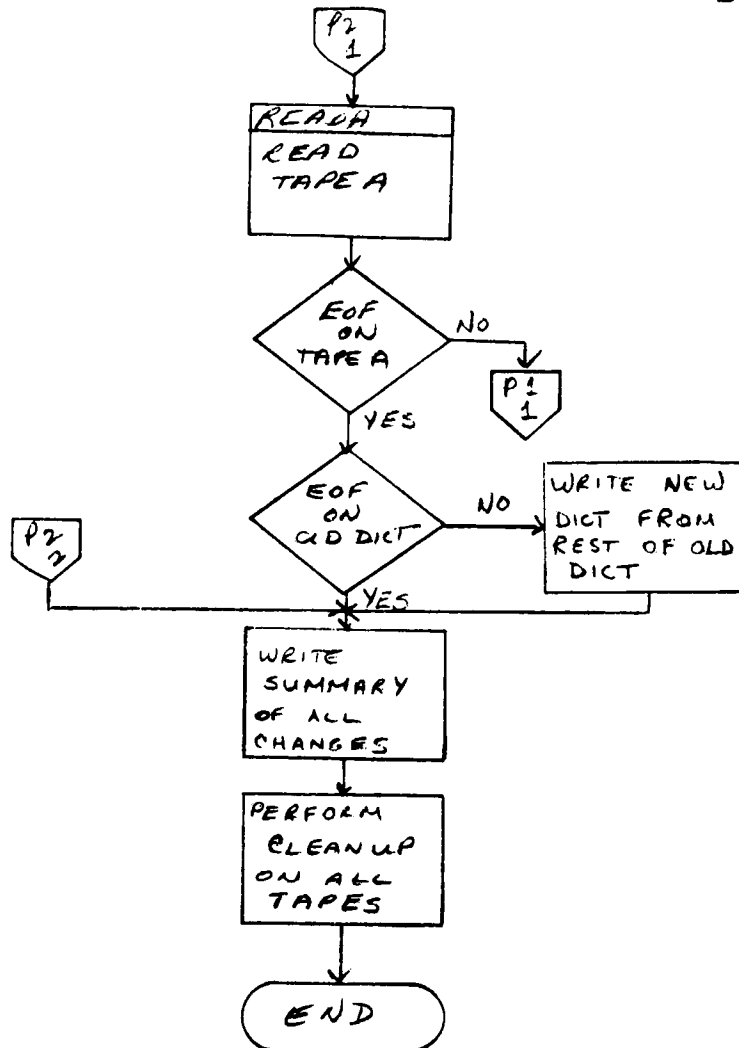 P2
1
READA
READ
TAPE A
EOF
ON
TAPE A
NO
P1
1
YES
EOF
ON
OLD DICT
NO
WRITE NEW
DICT FROM
REST OF OLD
DICT
P2
2
YES
WRITE
SUMMARY
OF ALL
CHANGES
PERFORM
CLEANUP
ON ALL
TAPES
END